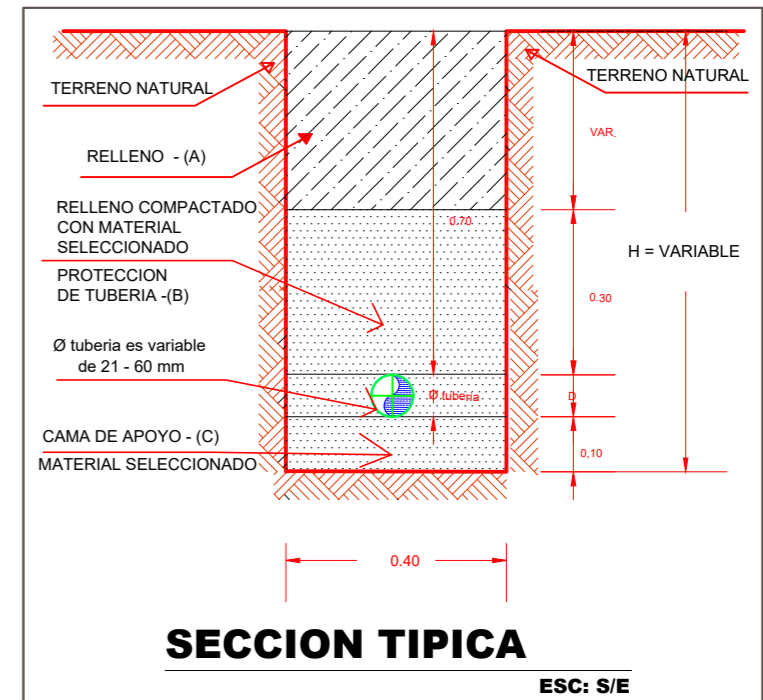 TERRENO NATURAL
TERRENO NATURAL
RELLENO - (A)
VAR.
RELLENO COMPACTADO
CON MATERIAL
SELECCIONADO
0.70
H = VARIABLE
PROTECCION
DE TUBERIA -(B)
0.30
Ø tuberia es variable
de 21 - 60 mm
Ø tuberia
D
CAMA DE APOYO - (C)
0,10
MATERIAL SELECCIONADO
0.40
SECCION TIPICA
ESC: S/E